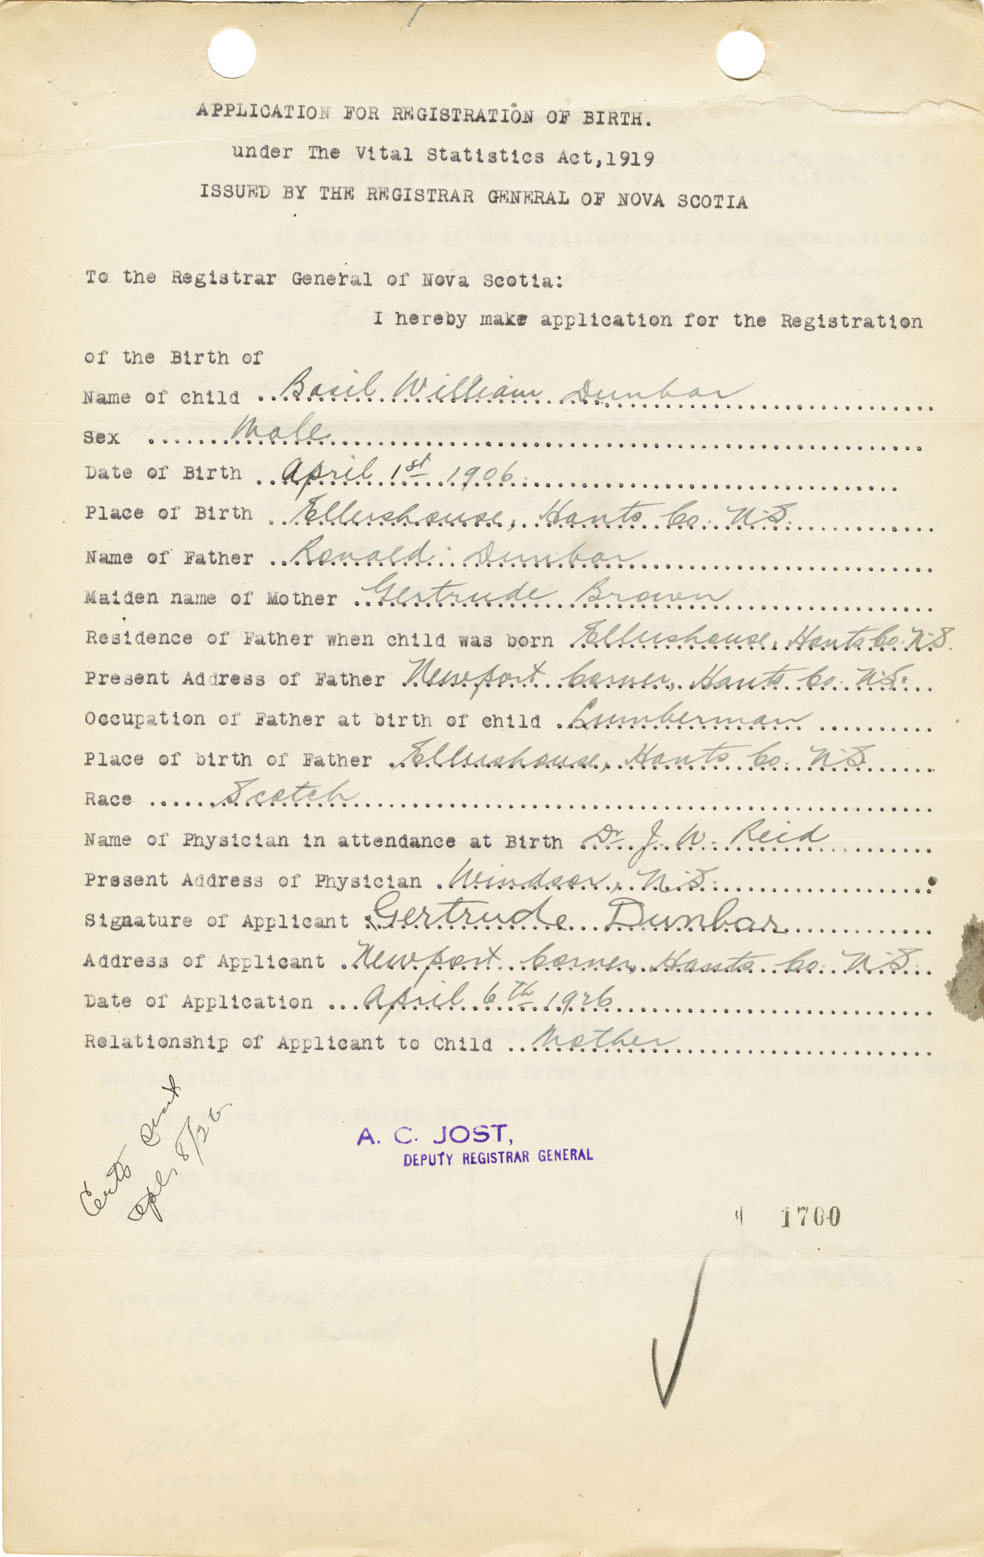 APPLICATION FOR REGISTRATION OF BIRTH.
under The Vital Statistics Act, 1919
ISSUED BY THE REGISTRAR GENERAL OF NOVA SCOTIA
To the Registrar General of Nova Scotia:
I hereby make application for the Registration
of the Birth of
Name of child Basil William Dunbar
Sex Male
Date of Birth April 1st 1906
Place of Birth Ellershouse, Hants Co. N.S.
Name of Father Ronald Dunbar
Maiden name of Mother Gertrude Brown
Residence of Father when child was born Ellershouse, Hants Co. N.S.
Present Address of Father Newport Corner, Hants Co. N.S.
Occupation of Father at birth of child Lumberman
Place of birth of Father Ellershouse, Hants Co. N.S.
Race Scotch
Name of Physician in attendance at Birth Dr. J. W. Reid
Present Address of Physician Windsor, N.S.
Signature of Applicant Gertrude Dunbar
Address of Applicant Newport Corner, Hants Co. N.S.
Date of Application April 6th 1926
Relationship of Applicant to Child Mother
Certo Sent
Apl. 8/26
A. C. JOST,
DEPUTY REGISTRAR GENERAL
1700